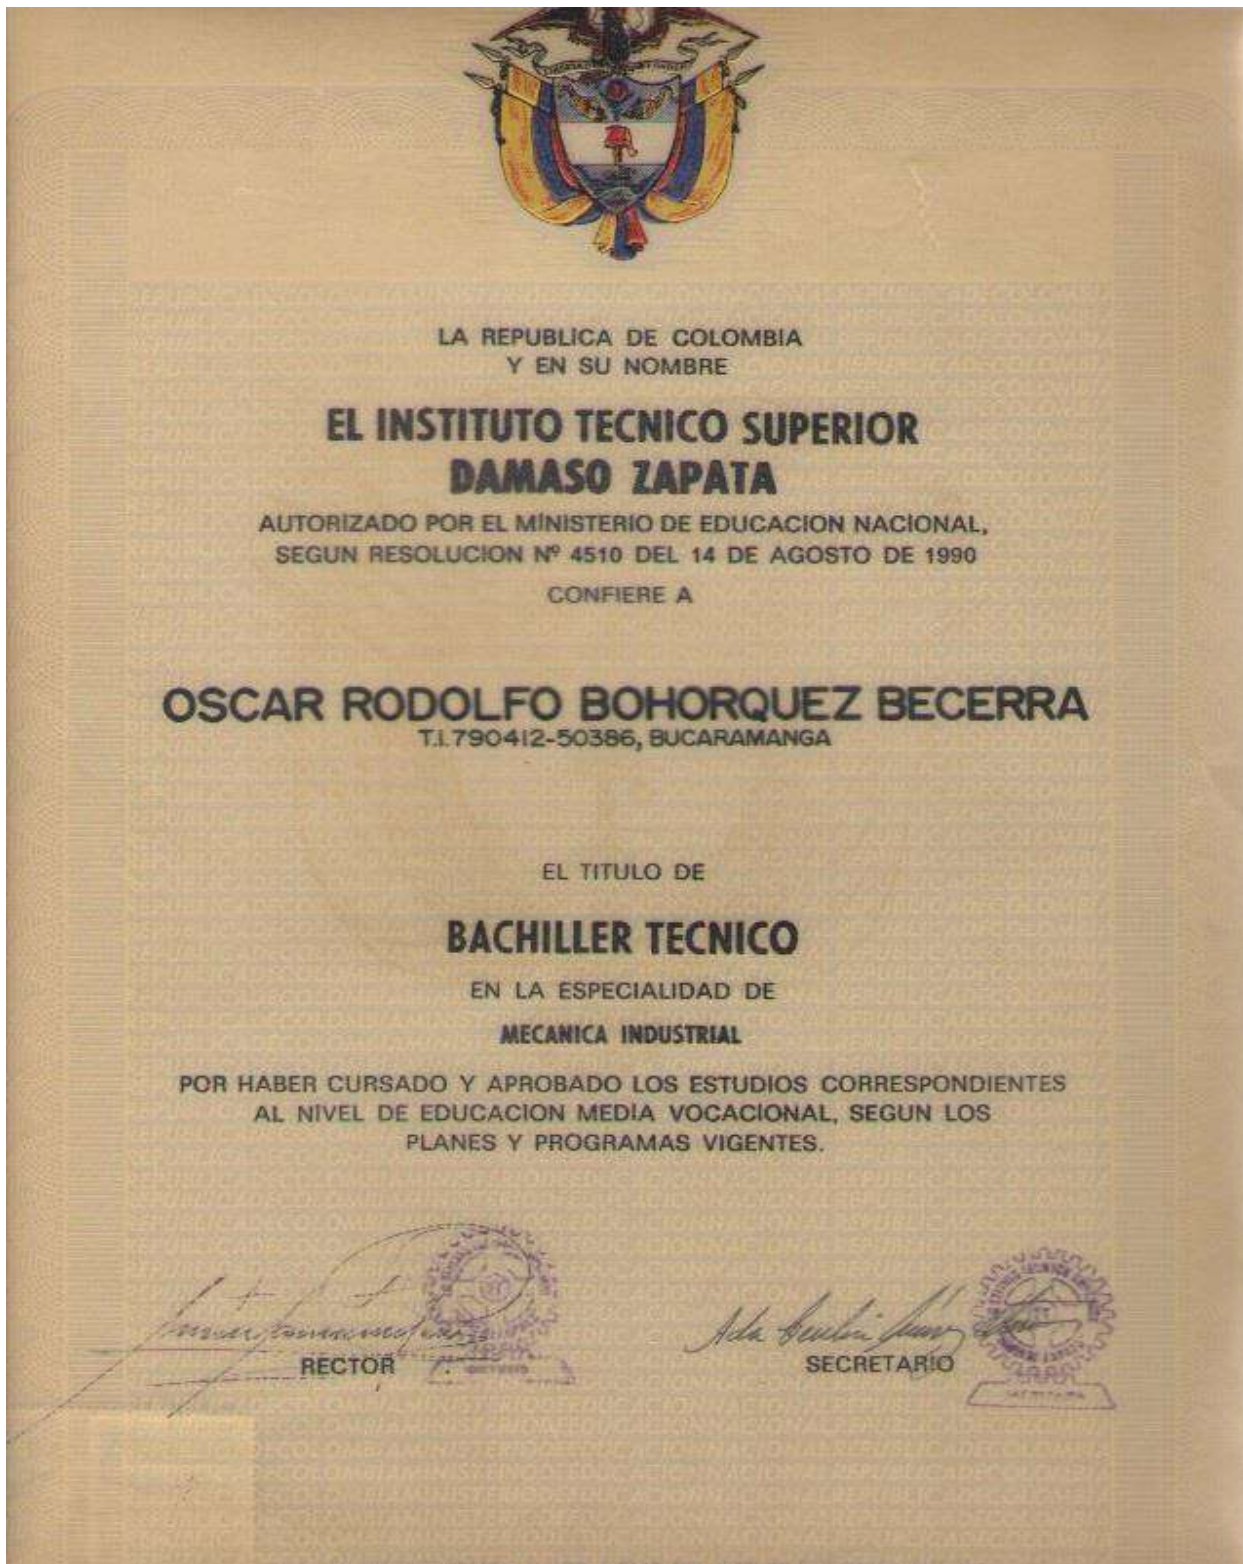 LA REPUBLICA DE COLOMBIA
Y EN SU NOMBRE
EL INSTITUTO TECNICO SUPERIOR
DAMASO ZAPATA
AUTORIZADO POR EL MINISTERIO DE EDUCACION NACIONAL,
SEGUN RESOLUCION Nº 4510 DEL 14 DE AGOSTO DE 1990
CONFIERE A
OSCAR RODOLFO BOHORQUEZ BECERRA
T.I. 790412-50386, BUCARAMANGA
EL TITULO DE
BACHILLER TECNICO
EN LA ESPECIALIDAD DE
MECANICA INDUSTRIAL
POR HABER CURSADO Y APROBADO LOS ESTUDIOS CORRESPONDIENTES
AL NIVEL DE EDUCACION MEDIA VOCACIONAL, SEGUN LOS
PLANES Y PROGRAMAS VIGENTES.
RECTOR
SECRETARIO